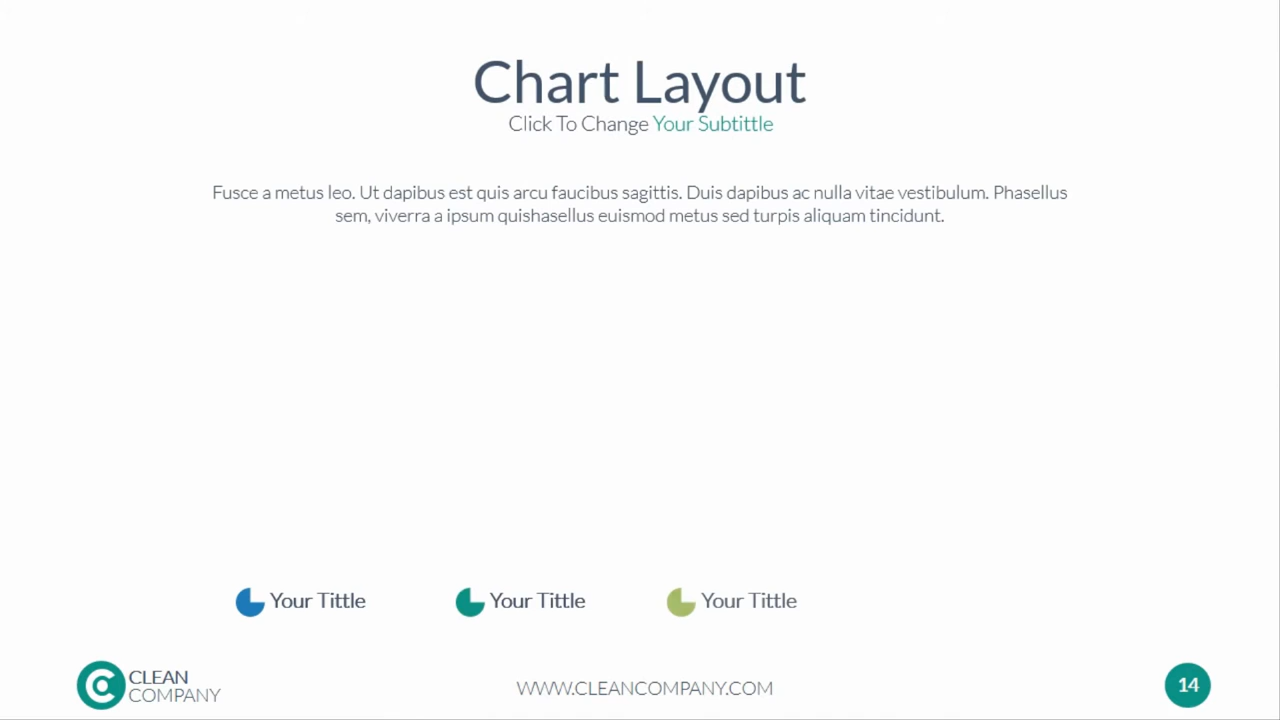 Chart Layout
Click To Change Your Subtittle
Fusce a metus leo. Ut dapibus est quis arcu faucibus sagittis. Duis dapibus ac nulla vitae vestibulum. Phasellus
sem, viverra a ipsum quishasellus euismod metus sed turpis aliquam tincidunt.
Your Tittle
Your Tittle
Your Tittle
CLEAN
COMPANY
WWW.CLEANCOMPANY.COM
14